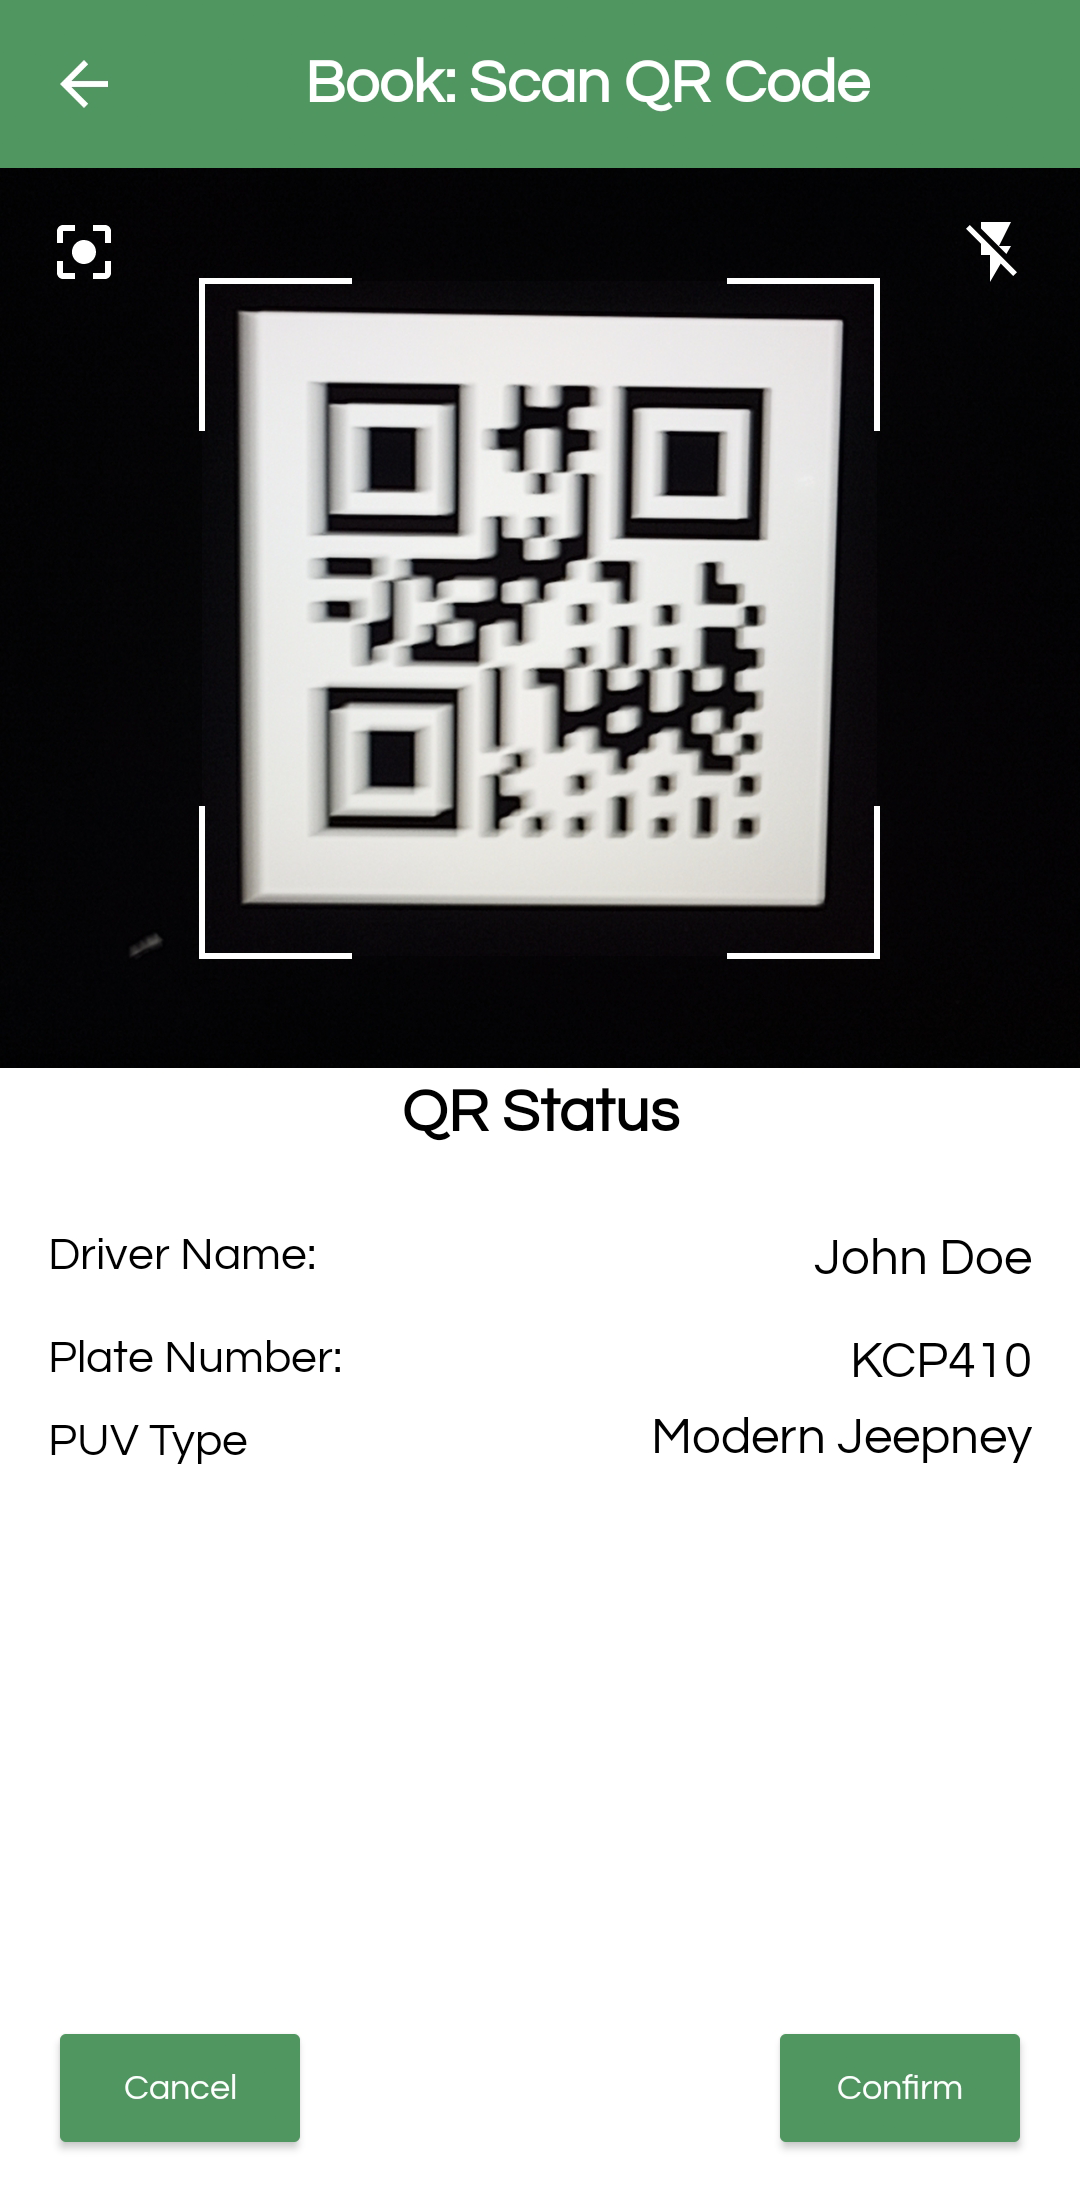 Book: Scan QR Code
QR Status
Driver Name: John Doe
Plate Number: KCP410
PUV Type Modern Jeepney
Cancel Confirm